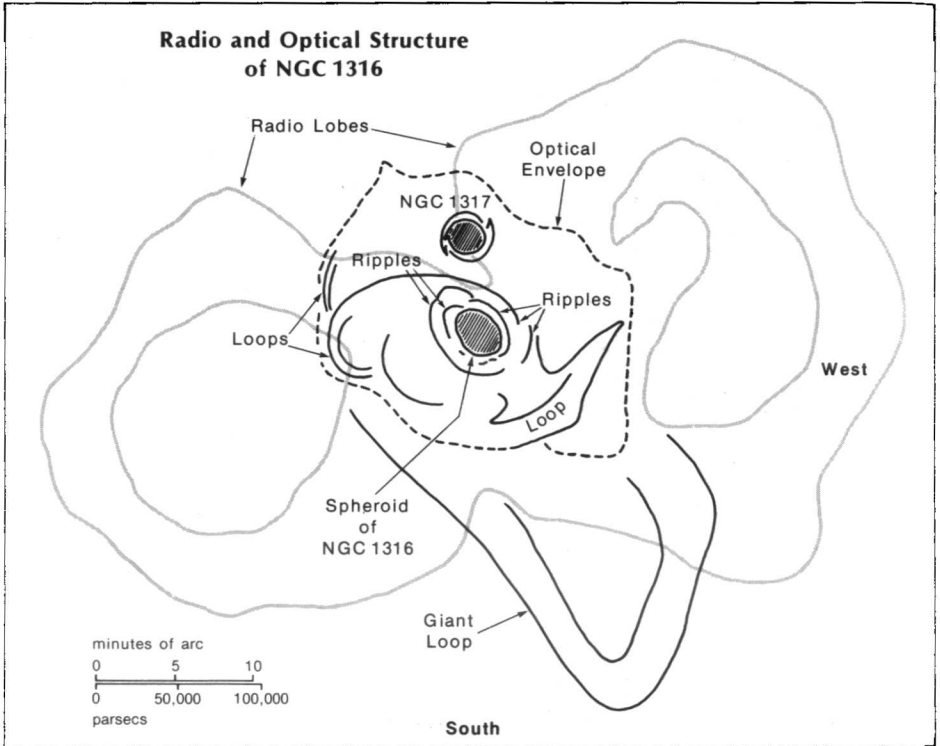 Radio and Optical Structure
of NGC 1316
Radio Lobes
Optical
Envelope
NGC 1317
Ripples
Ripples
Loops
West
Loop
Spheroid
of
NGC 1316
Giant
Loop
minutes of arc
0 5 10
0 50,000 100,000
parsecs
South